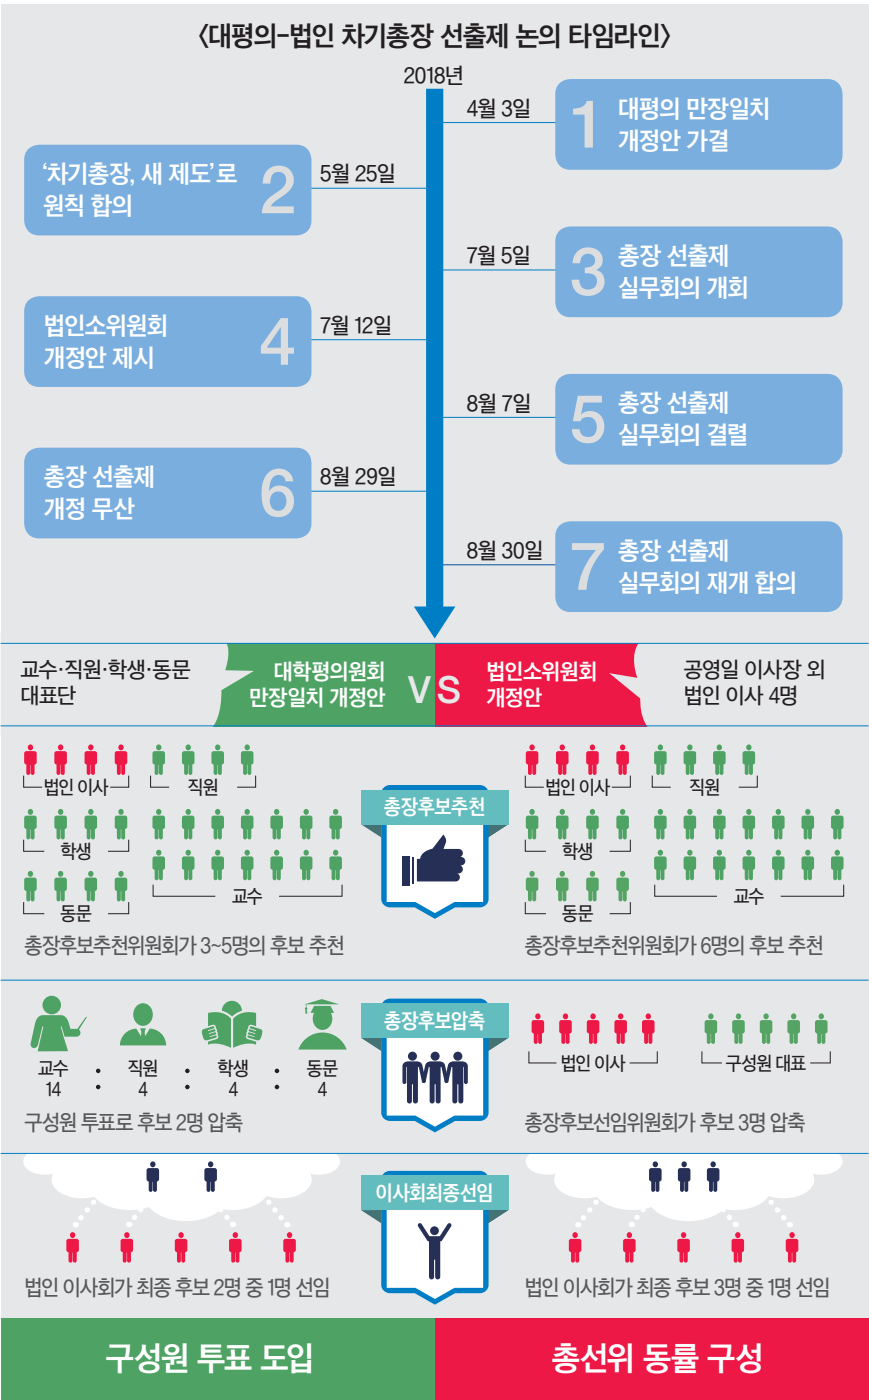 〈대평의-법인 차기총장 선출제 논의 타임라인〉
2018년
4월 3일
1
대평의 만장일치
개정안 가결
‘차기총장, 새 제도’로
원칙 합의
2
5월 25일
7월 5일
3
총장 선출제
실무회의 개회
법인소위원회
개정안 제시
4
7월 12일
8월 7일
5
총장 선출제
실무회의 결렬
총장 선출제
개정 무산
6
8월 29일
8월 30일
7
총장 선출제
실무회의 재개 합의
교수·직원·학생·동문
대표단
대학평의원회
만장일치 개정안
VS
법인소위원회
개정안
공영일 이사장 외
법인 이사 4명
총장후보추천
법인 이사
직원
학생
교수
동문
총장후보추천위원회가 3~5명의 후보 추천
법인 이사
직원
학생
교수
동문
총장후보추천위원회가 6명의 후보 추천
총장후보압축
교수 : 직원 : 학생 : 동문
14 4 4 4
구성원 투표로 후보 2명 압축
법인 이사
구성원 대표
총장후보선임위원회가 후보 3명 압축
이사회최종선임
법인 이사회가 최종 후보 2명 중 1명 선임
법인 이사회가 최종 후보 3명 중 1명 선임
구성원 투표 도입
총선위 동률 구성